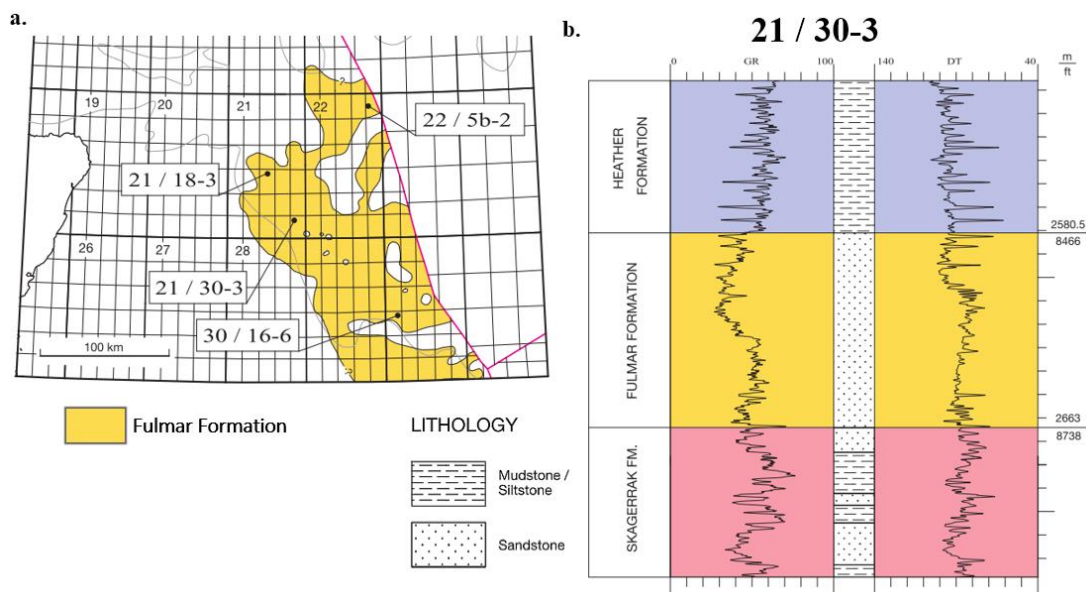 a.
19
20
21
22
22 / 5b-2
21 / 18-3
26
27
28
21 / 30-3
30 / 16-6
100 km
?
?
Fulmar Formation
LITHOLOGY
Mudstone /
Siltstone
Sandstone
b.
21 / 30-3
m
ft
0
GR
100
140
DT
40
HEATHER
FORMATION
2580.5
8466
FULMAR FORMATION
2663
8738
SKAGERRAK FM.